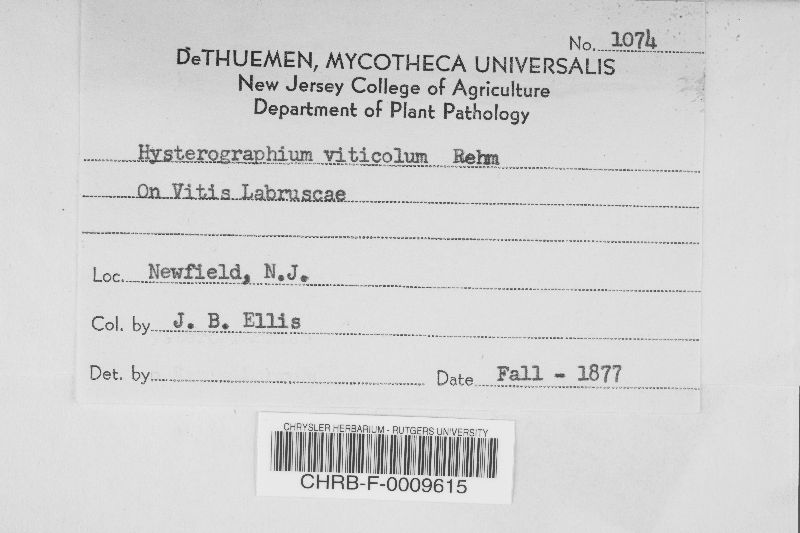 No. 1074
DeTHUEMEN, MYCOTHECA UNIVERSALIS
New Jersey College of Agriculture
Department of Plant Pathology
Hysterographium viticolum Rehm
On Vitis Labruscae
Loc. Newfield, N.J.
Col. by J. B. Ellis
Det. by
Date Fall - 1877
CHRYSLER HERBARIUM - RUTGERS UNIVERSITY
CHRB-F-0009615